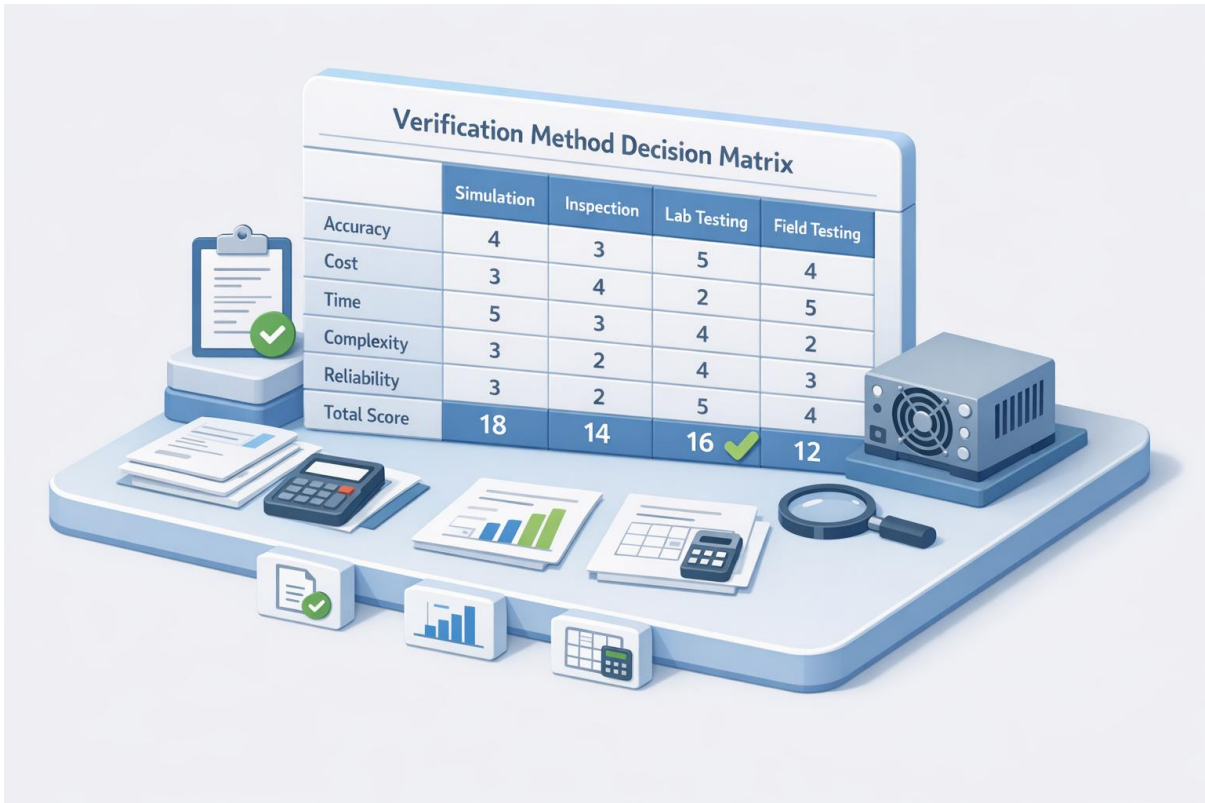 Verification Method Decision Matrix
Simulation Inspection Lab Testing Field Testing
Accuracy 4 3 5 4
Cost 3 4 2 5
Time 5 3 4 2
Complexity 3 2 4 3
Reliability 3 2 5 4
Total Score 18 14 16 12